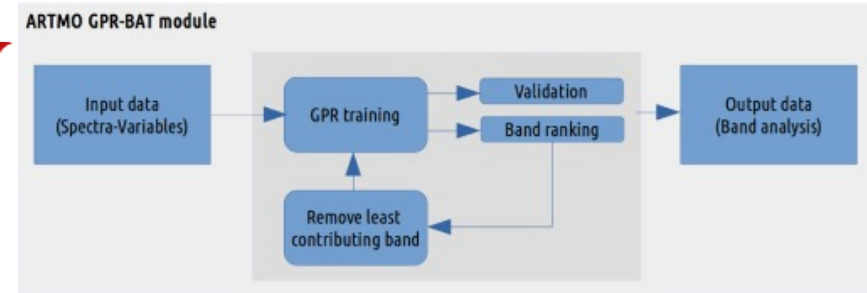 ARTMO GPR-BAT module
Input data
(Spectra-Variables)
GPR training
Validation
Band ranking
Remove least
contributing band
Output data
(Band analysis)